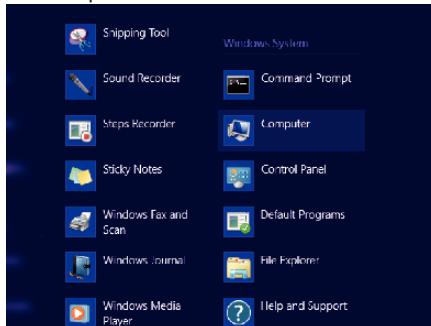 Snipping Tool
Sound Recorder
Steps Recorder
Sticky Notes
Windows Fax and
Scan
Windows Journal
Windows Media
Player
Windows System
Command Prompt
Computer
Control Panel
Default Programs
File Explorer
Help and Support